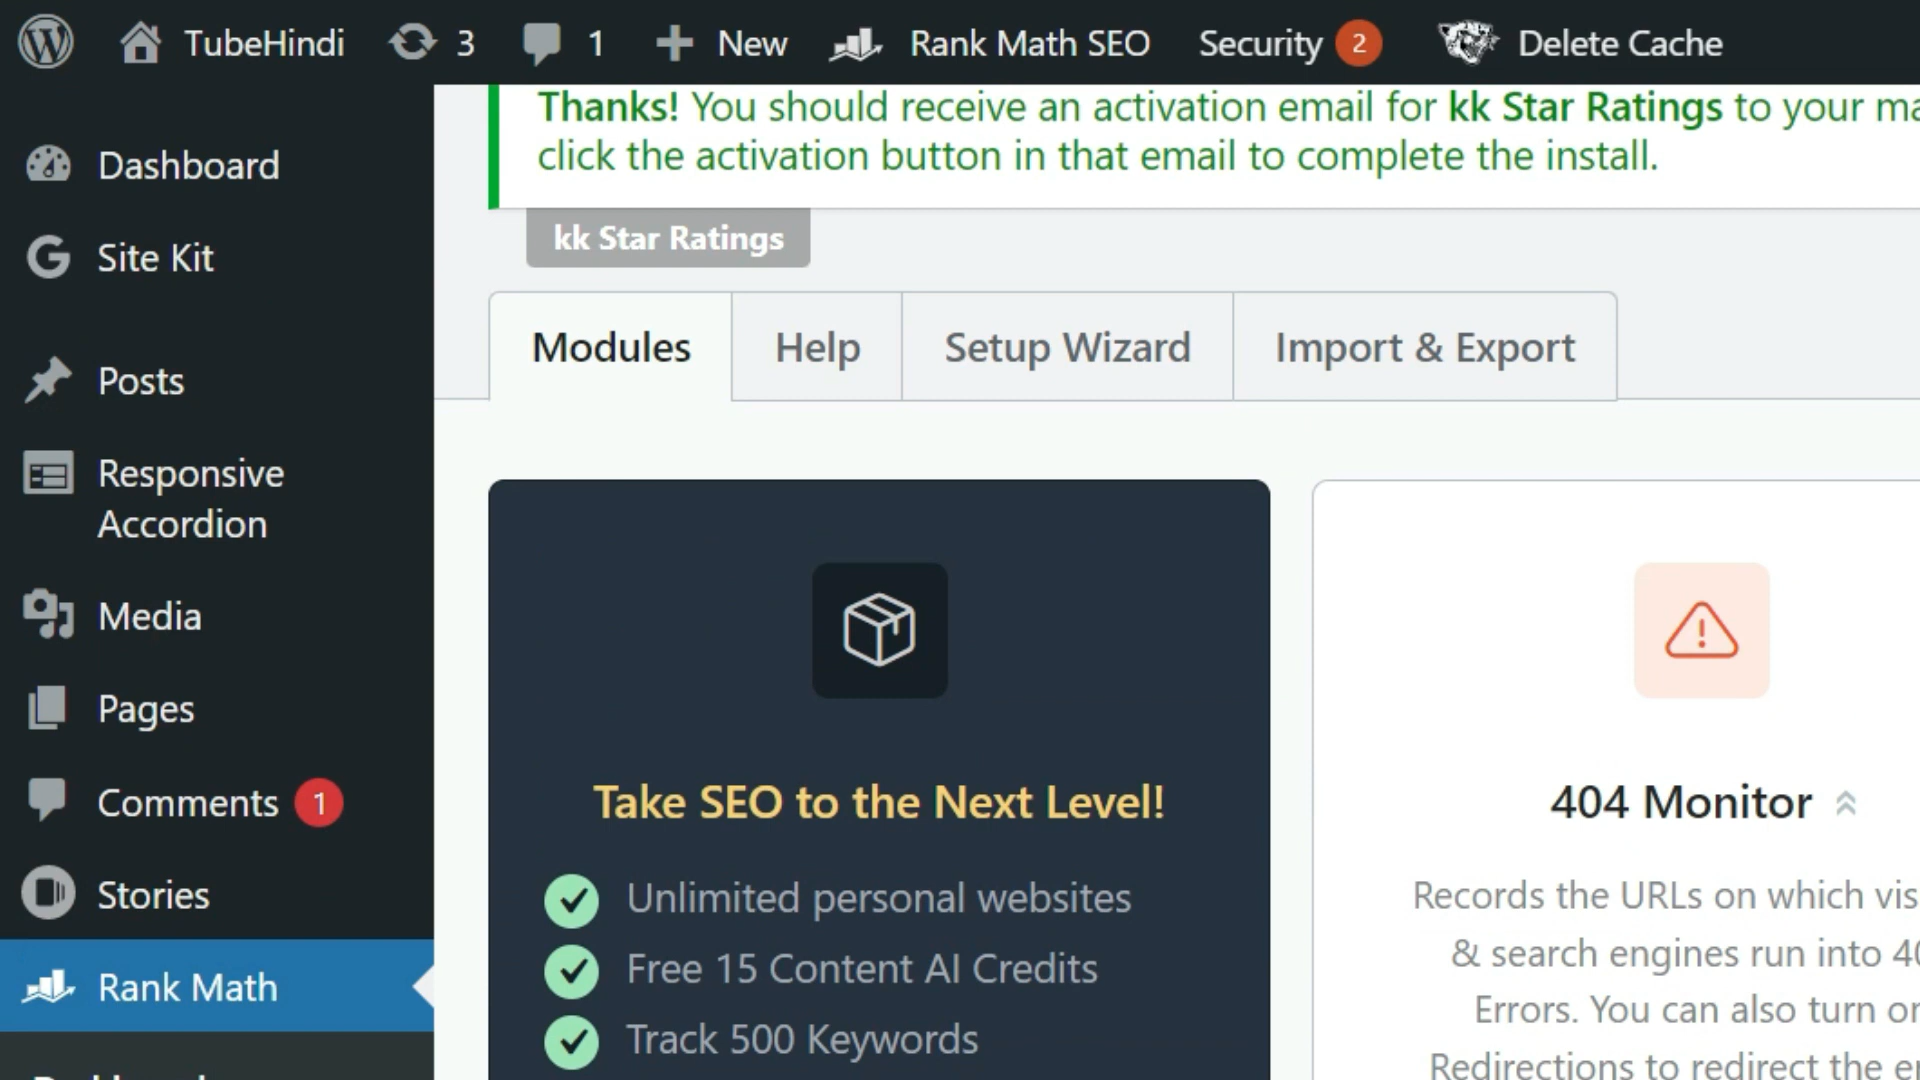 TubeHindi 3 1 New Rank Math SEO Security 2 Delete Cache
Thanks! You should receive an activation email for kk Star Ratings to your
click the activation button in that email to complete the install.
kk Star Ratings
Modules Help Setup Wizard Import & Export
Dashboard
Site Kit
Posts
Responsive
Accordion
Media
Pages
Comments 1
Stories
Rank Math
Take SEO to the Next Level!
Unlimited personal websites
Free 15 Content AI Credits
Track 500 Keywords
404 Monitor
Records the URLs on which
& search engines run into
Errors. You can also turn
Redirections to redirect the